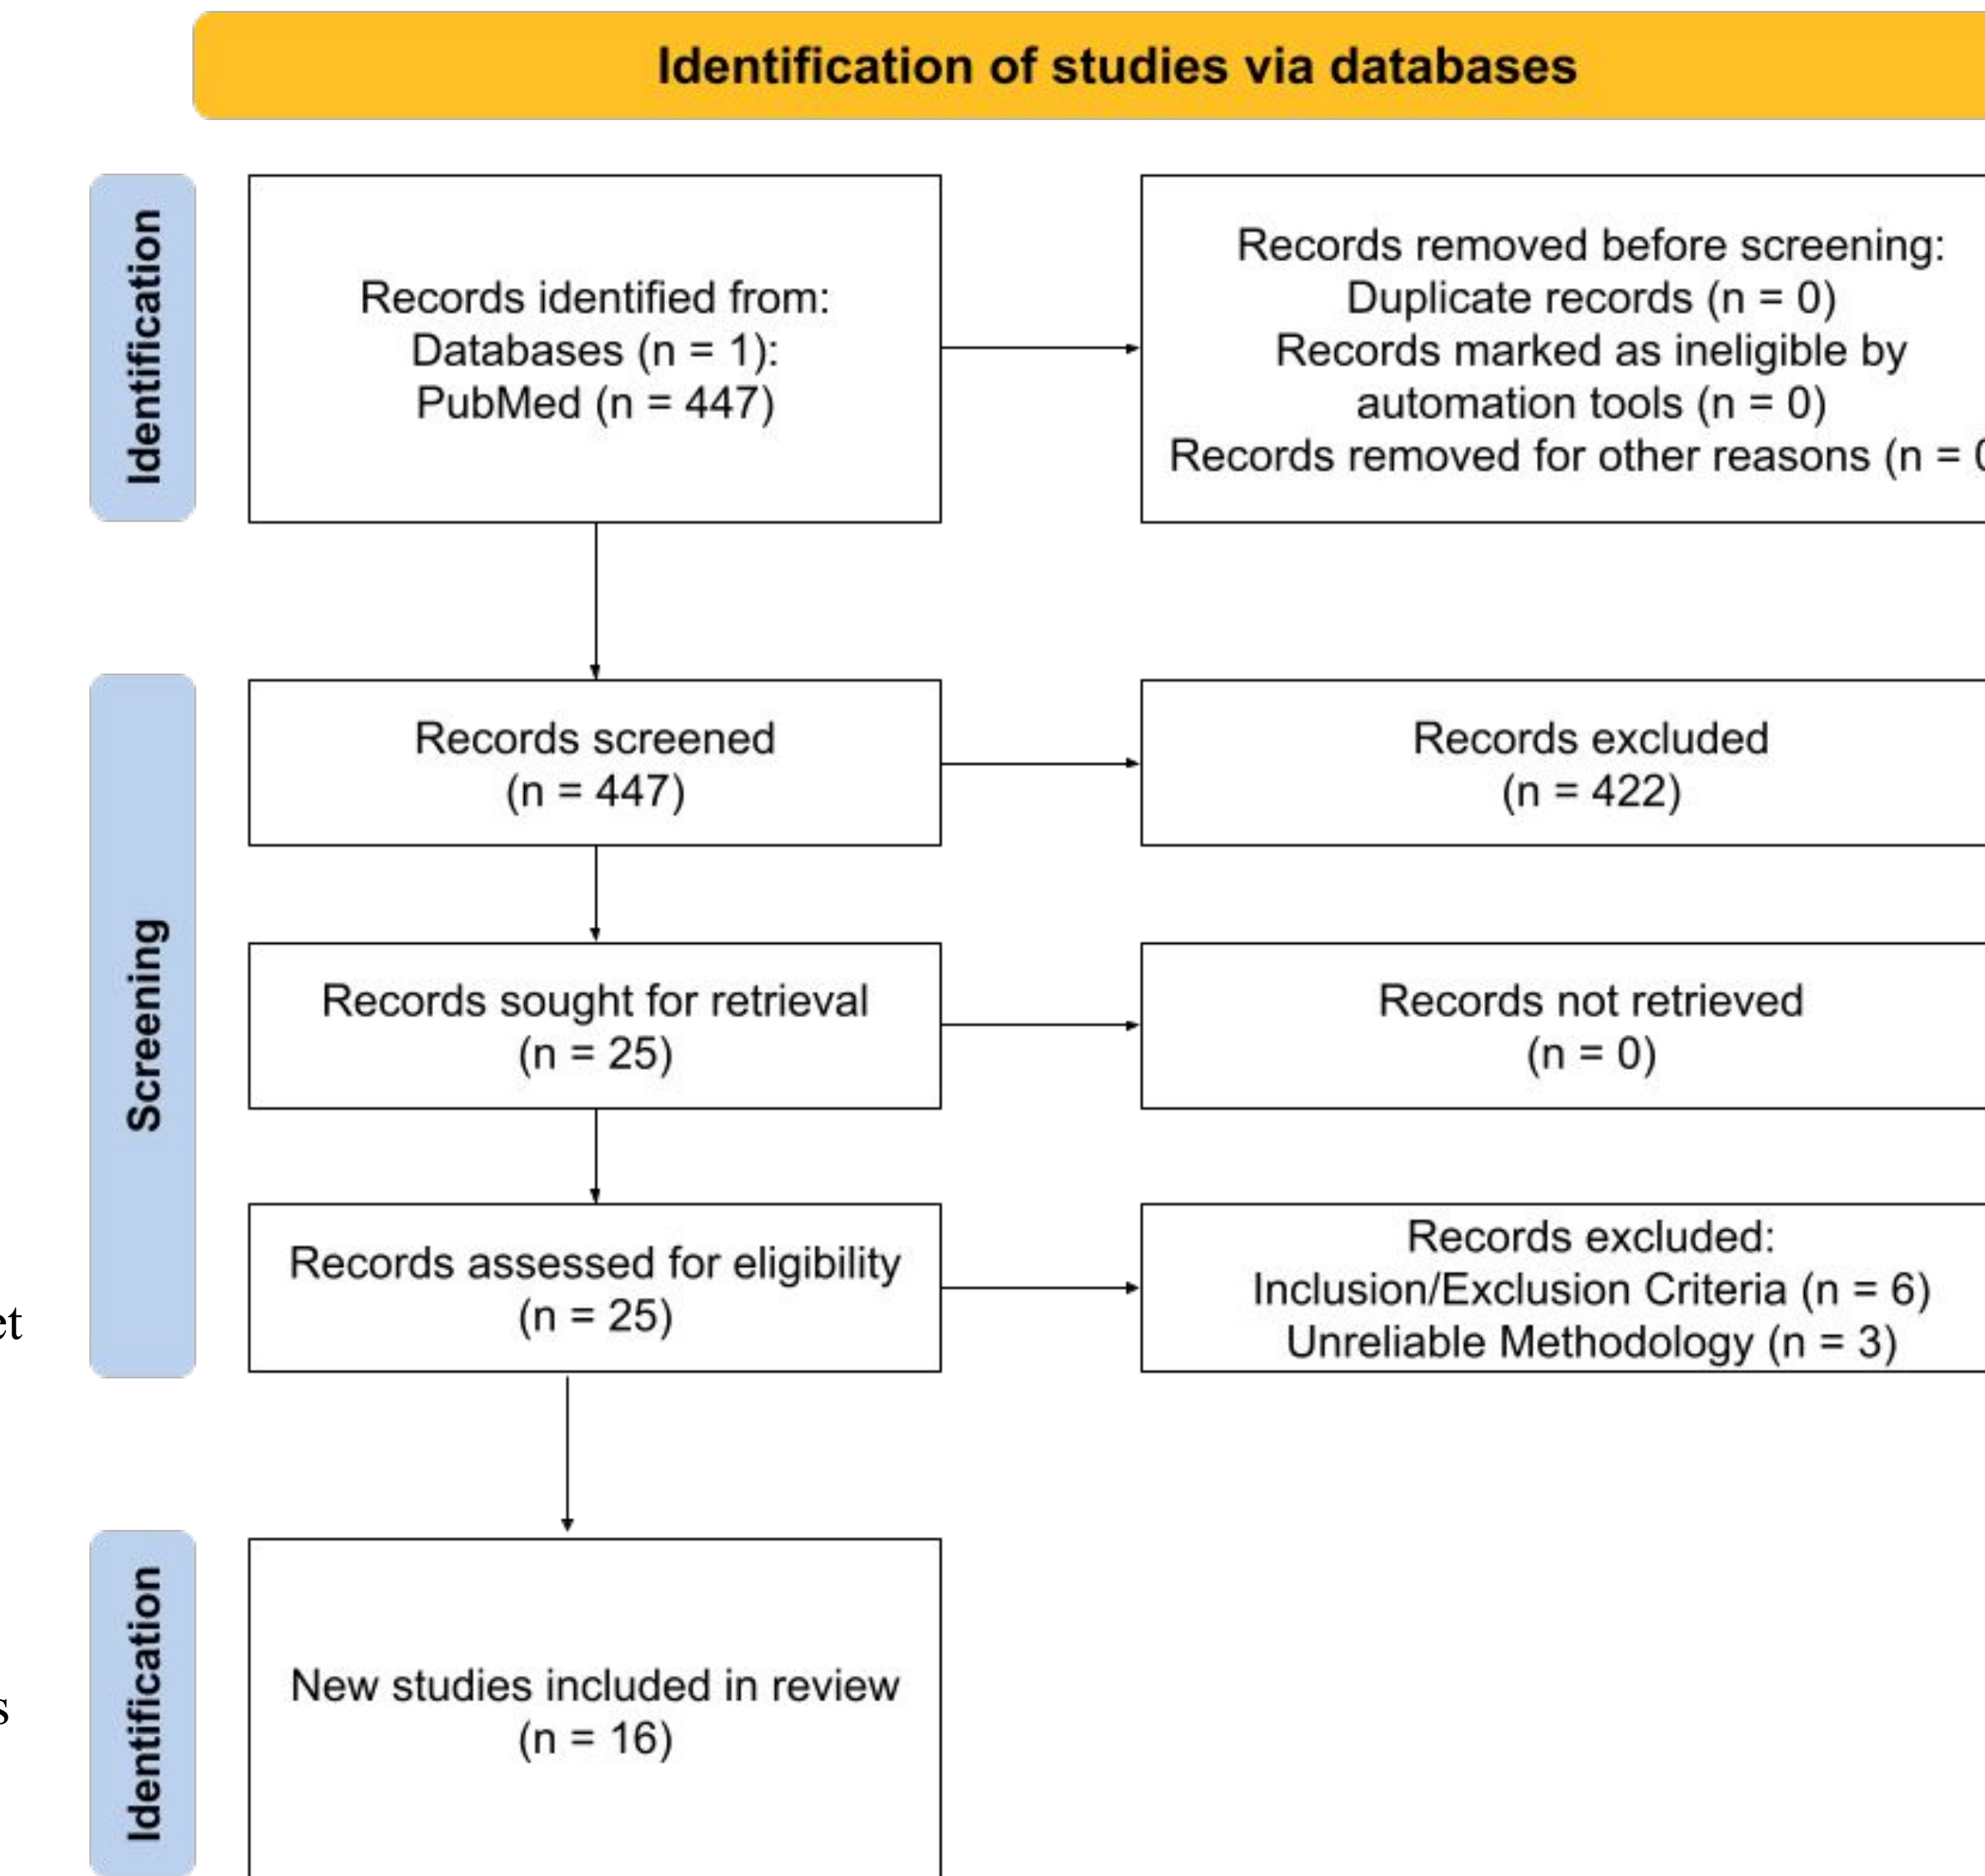 Identification of studies via databases
Identification
Records identified from:
Databases (n = 1):
PubMed (n = 447)
Records removed before screening:
Duplicate records (n = 0)
Records marked as ineligible by
automation tools (n = 0)
Records removed for other reasons (n = 0
Screening
Records screened
(n = 447)
Records excluded
(n = 422)
Records sought for retrieval
(n = 25)
Records not retrieved
(n = 0)
Records assessed for eligibility
(n = 25)
Records excluded:
Inclusion/Exclusion Criteria (n = 6)
Unreliable Methodology (n = 3)
et
Identification
New studies included in review
(n = 16)
s